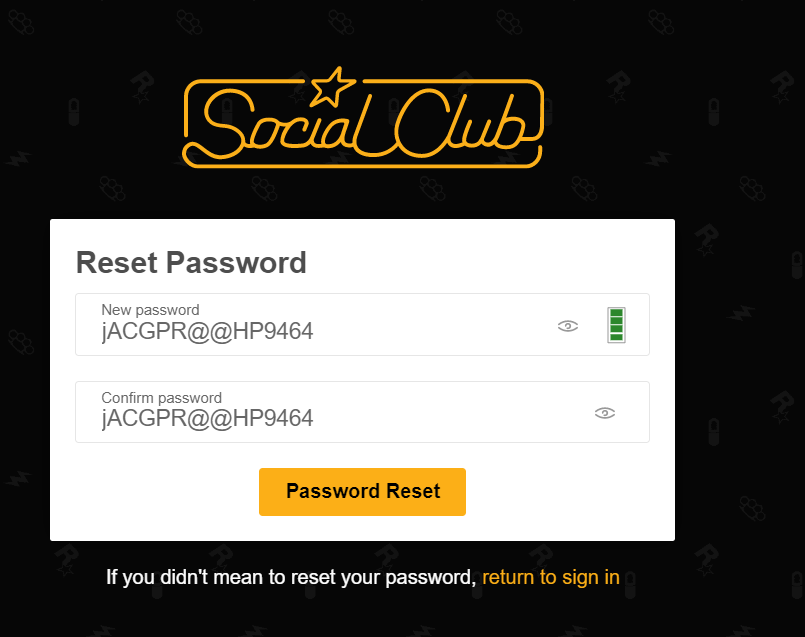 Social Club
Reset Password
New password
jACGPR@@HP9464
Confirm password
jACGPR@@HP9464
Password Reset
If you didn't mean to reset your password, return to sign in